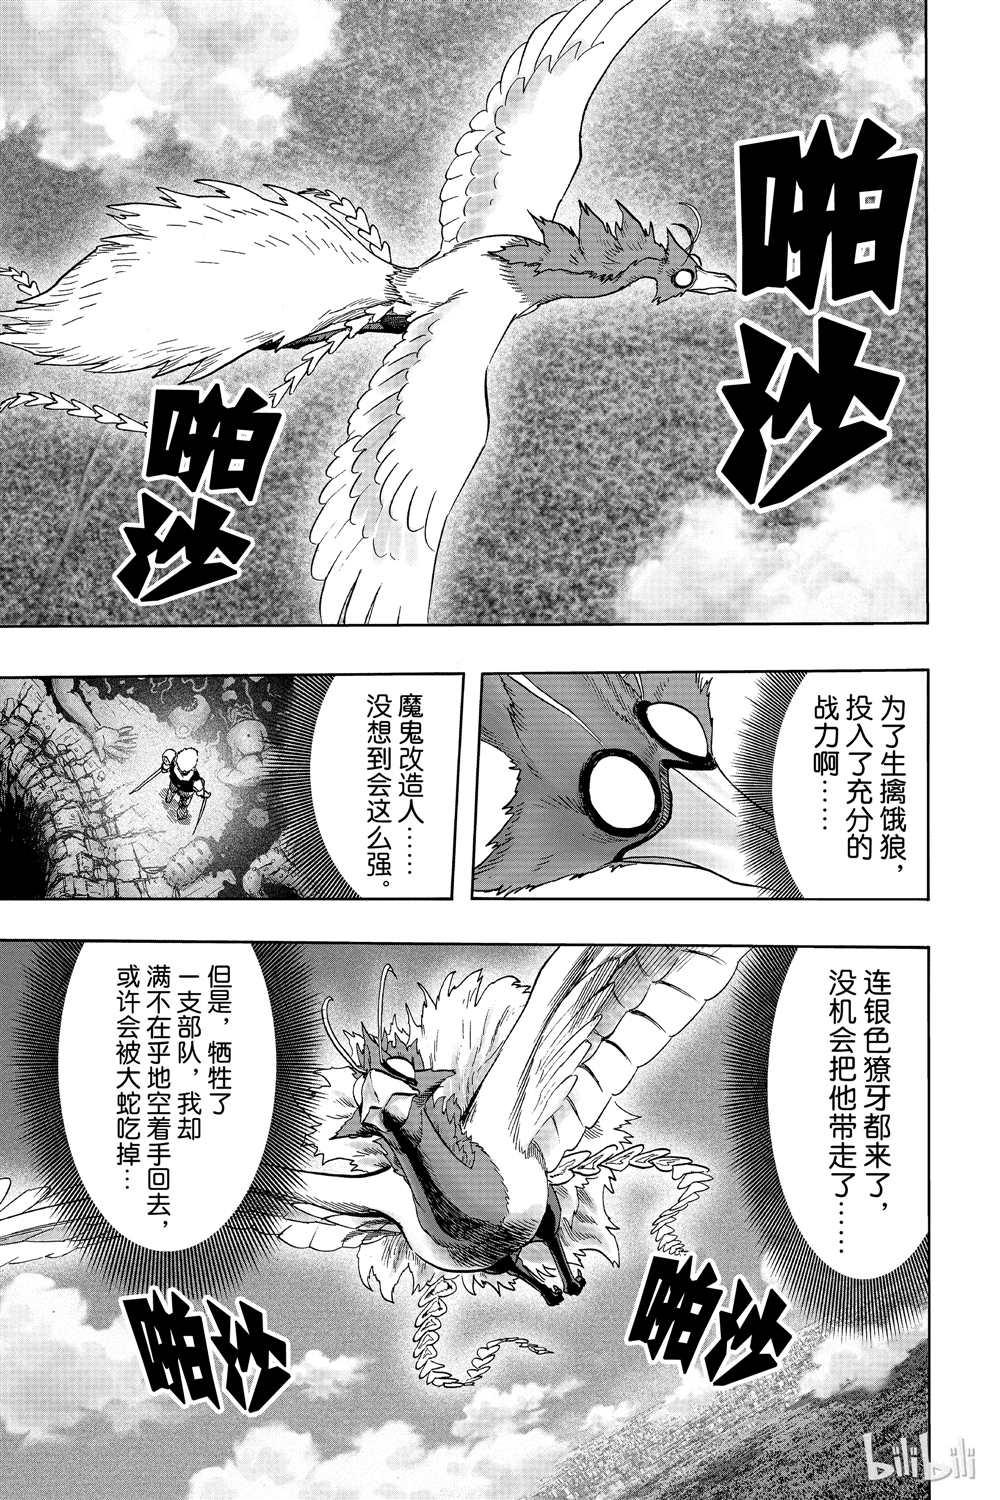 啪
沙
啪
沙
为了生擒饿狼，
投入了充分的
战力啊……
魔鬼改造人……
没想到会这么强。
连银色獠牙都来了，
没机会把他带走了……
但是，牺牲了
一支部队，我却
满不在乎地空着手回去，
或许会被大蛇吃掉…
啪
沙
啪
沙
bilibili